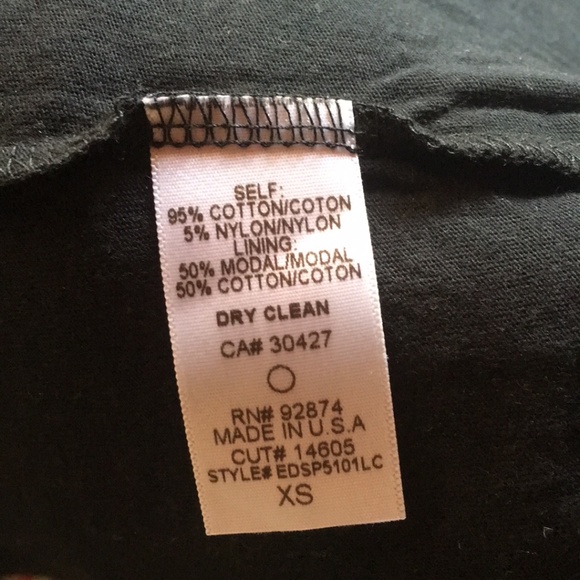 SELF:
95% COTTON/COTON
5% NYLON/NYLON
LINING:
50% MODAL/MODAL
50% COTTON/COTON
DRY CLEAN
CA# 30427
RN# 92874
MADE IN U.S.A
CUT# 14605
STYLE# EDSP5101LC
XS